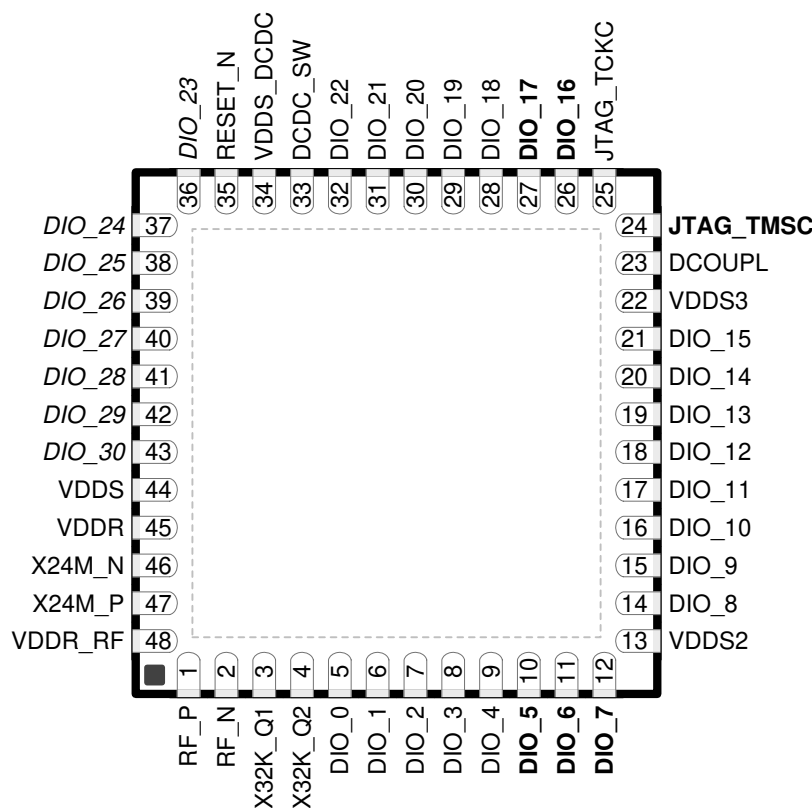 DIO_23
RESET_N
VDDS_DCDC
DCDC_SW
DIO_22
DIO_21
DIO_20
DIO_19
DIO_18
DIO_17
DIO_16
JTAG_TCKC
36
35
34
33
32
31
30
29
28
27
26
25
DIO_24 37
DIO_25 38
DIO_26 39
DIO_27 40
DIO_28 41
DIO_29 42
DIO_30 43
VDDS 44
VDDR 45
X24M_N 46
X24M_P 47
VDDR_RF 48
24 JTAG_TMSC
23 DCOUPL
22 VDDS3
21 DIO_15
20 DIO_14
19 DIO_13
18 DIO_12
17 DIO_11
16 DIO_10
15 DIO_9
14 DIO_8
13 VDDS2
1
2
3
4
5
6
7
8
9
10
11
12
RF_P
RF_N
X32K_Q1
X32K_Q2
DIO_0
DIO_1
DIO_2
DIO_3
DIO_4
DIO_5
DIO_6
DIO_7